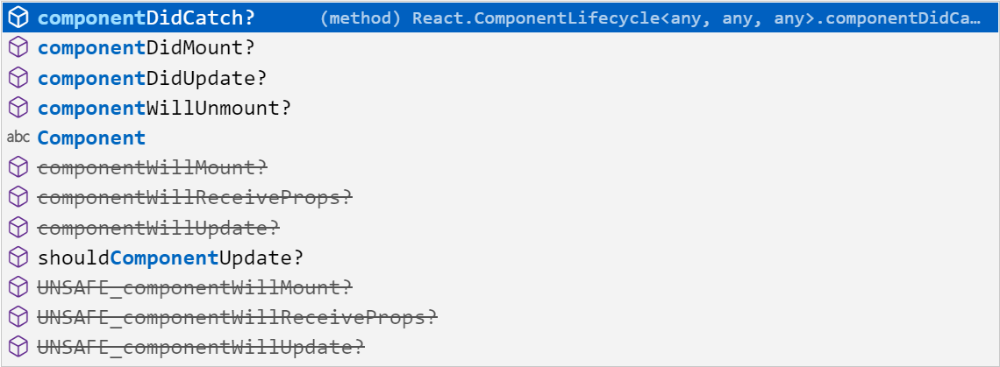 componentDidCatch? (method) React.ComponentLifecycle<any, any, any>.componentDidCa…
componentDidMount?
componentDidUpdate?
componentWillUnmount?
abc Component
componentWillMount?
componentWillReceiveProps?
componentWillUpdate?
shouldComponentUpdate?
UNSAFE_componentWillMount?
UNSAFE_componentWillReceiveProps?
UNSAFE_componentWillUpdate?